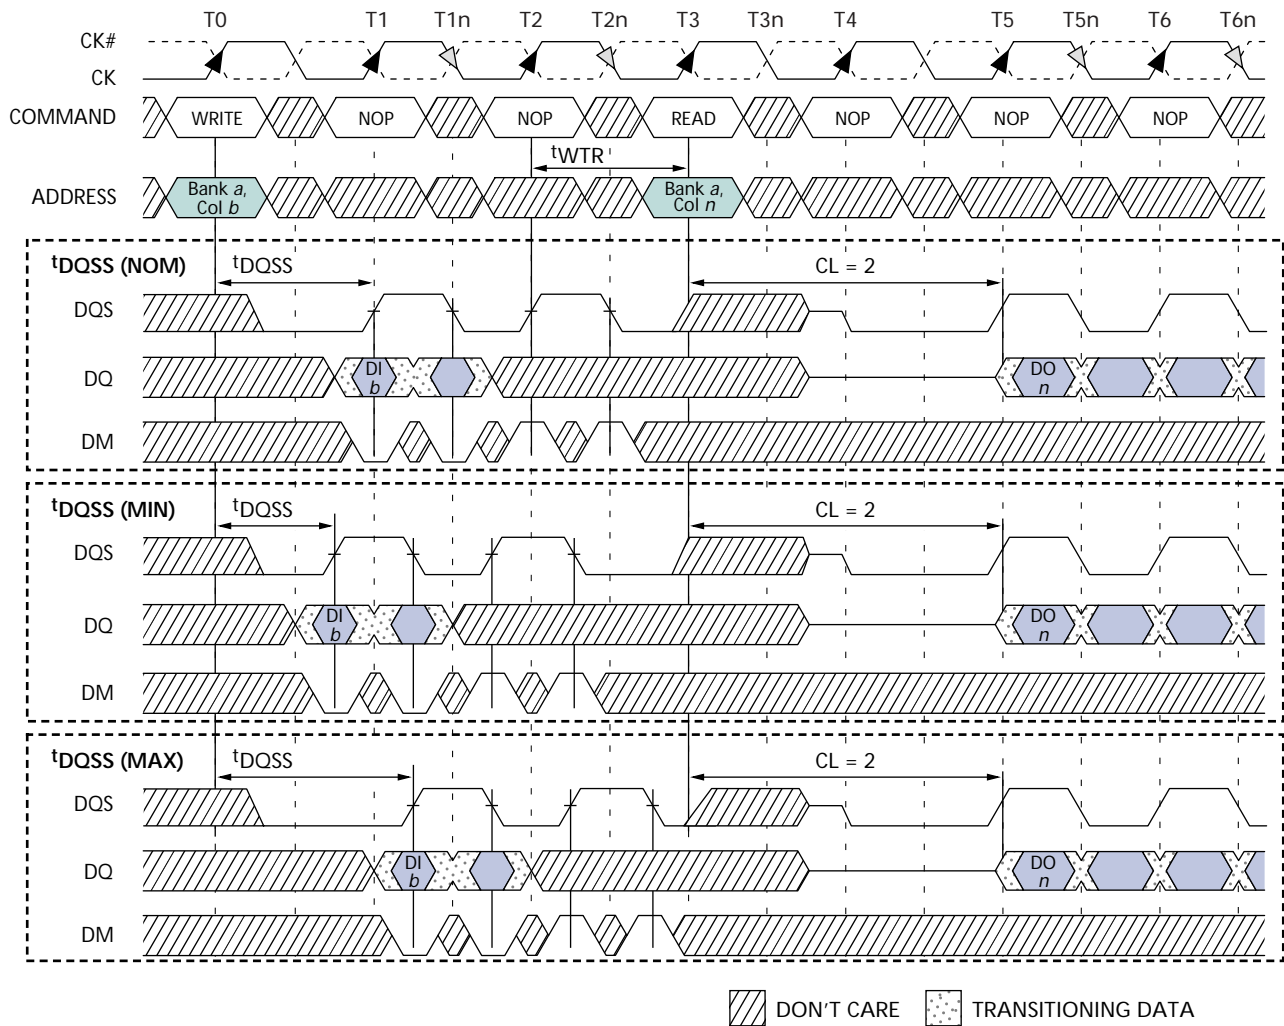 T0 T1 T1n T2 T2n T3 T3n T4 T5 T5n T6 T6n
CK#
CK
COMMAND WRITE NOP NOP READ NOP NOP NOP
tWTR
ADDRESS Bank a, Col b Bank a, Col n
tDQSS (NOM) tDQSS CL = 2
DQS
DQ DI b DO n
DM
tDQSS (MIN) tDQSS CL = 2
DQS
DQ DI b DO n
DM
tDQSS (MAX) tDQSS CL = 2
DQS
DQ DI b DO n
DM
DON'T CARE TRANSITIONING DATA